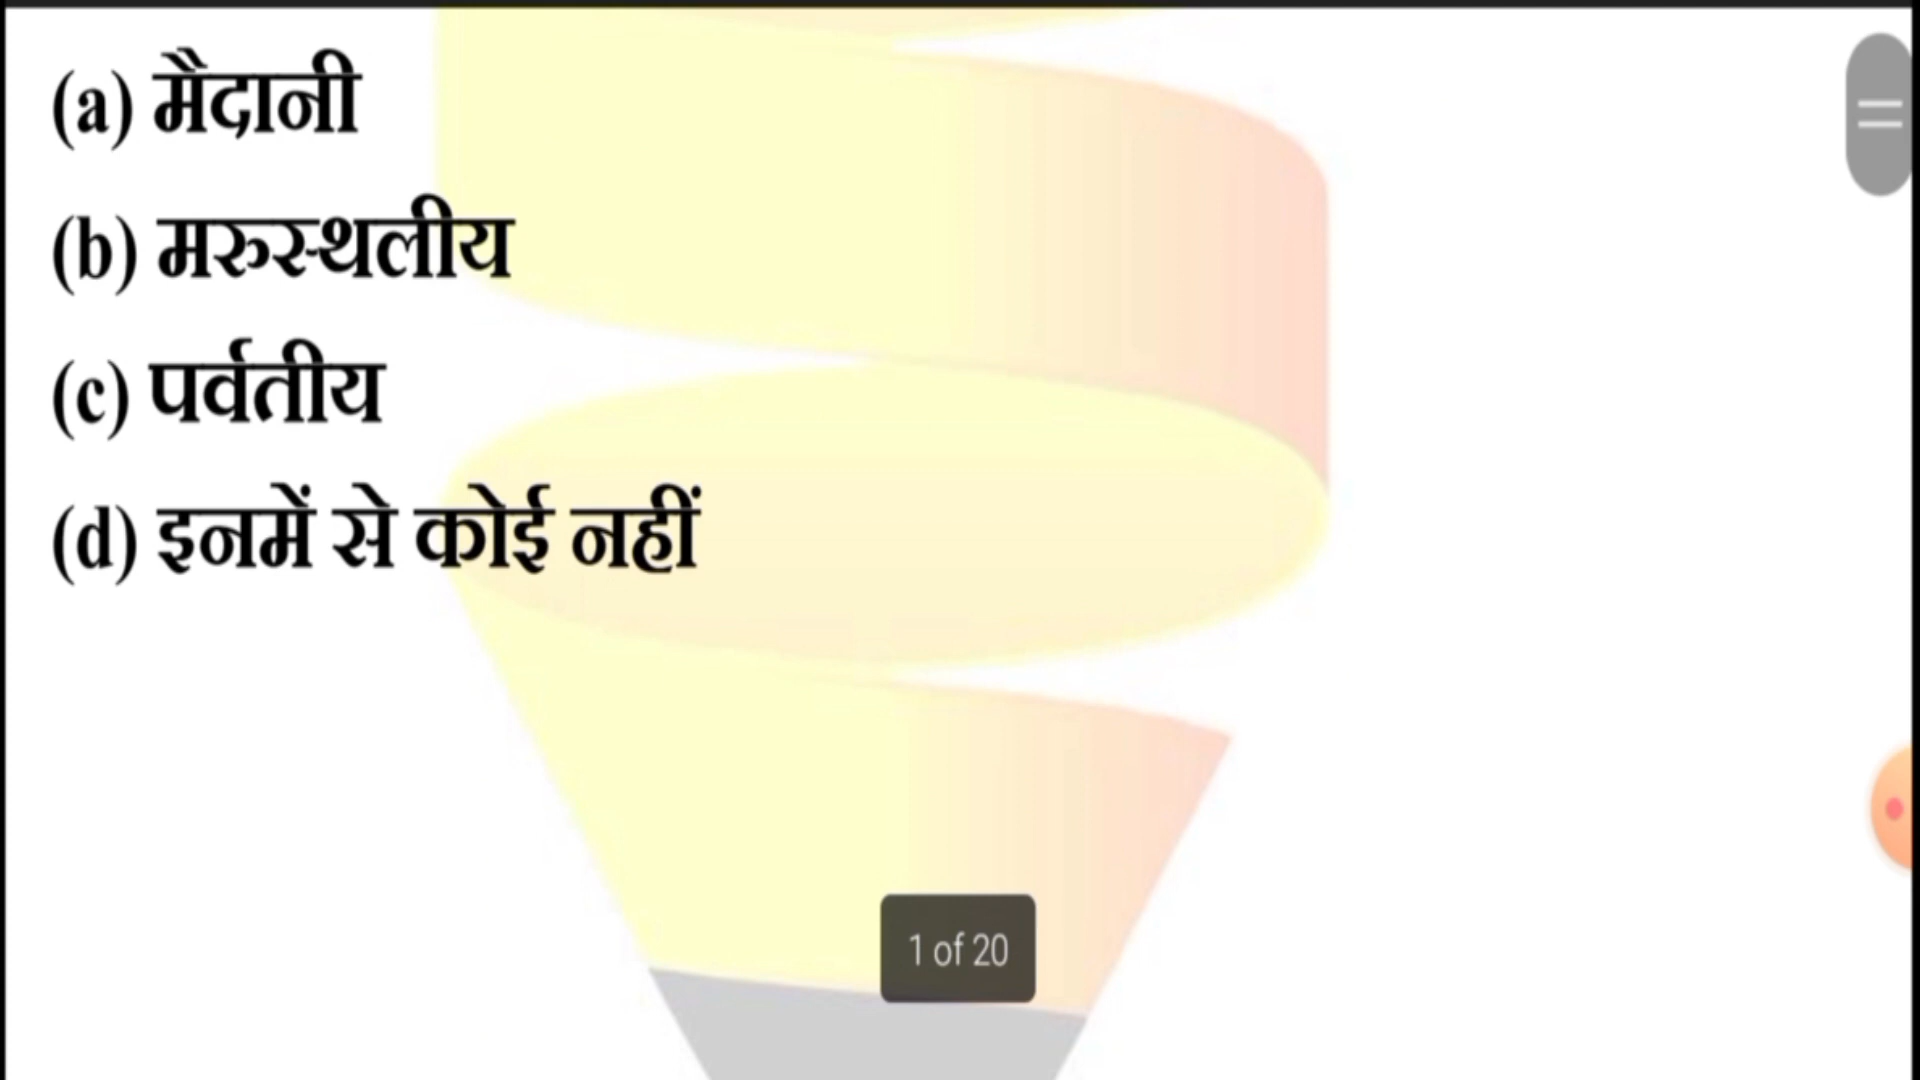 (a) मैदानी
(b) मरुस्थलीय
(c) पर्वतीय
(d) इनमें से कोई नहीं
1 of 20